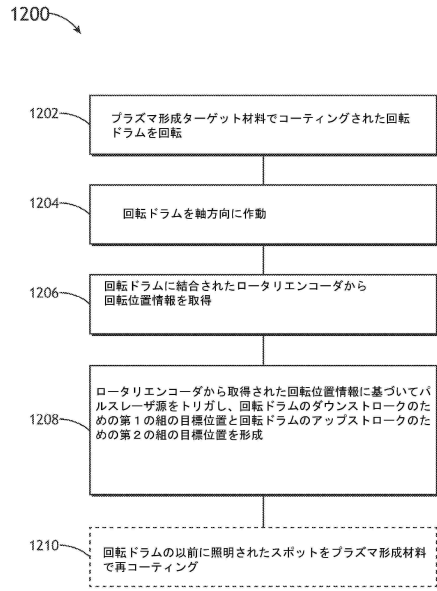 1200
1202
プラズマ形成ターゲット材料でコーティングされた回転
ドラムを回転
1204
回転ドラムを軸方向に作動
1206
回転ドラムに結合されたロータリエンコーダから
回転位置情報を取得
1208
ロータリエンコーダから取得された回転位置情報に基づいてパ
ルスレーザ源をトリガし、回転ドラムのダウンストロークのた
めの第1の組の目標位置と回転ドラムのアップストロークのた
めの第2の組の目標位置を形成
1210
回転ドラムの以前に照明されたスポットをプラズマ形成材料
で再コーティング